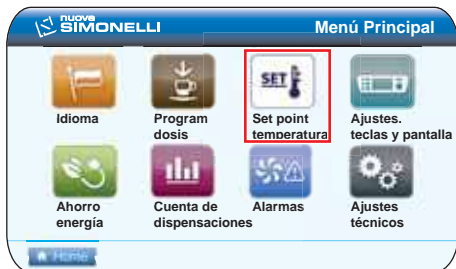 nuova
SIMONELLI
Menú Principal
SET
Idioma
Program
dosis
Set point
temperatura
Ajustes.
teclas y pantalla
Ahorro
energía
Cuenta de
dispensaciones
Alarmas
Ajustes
técnicos
Home